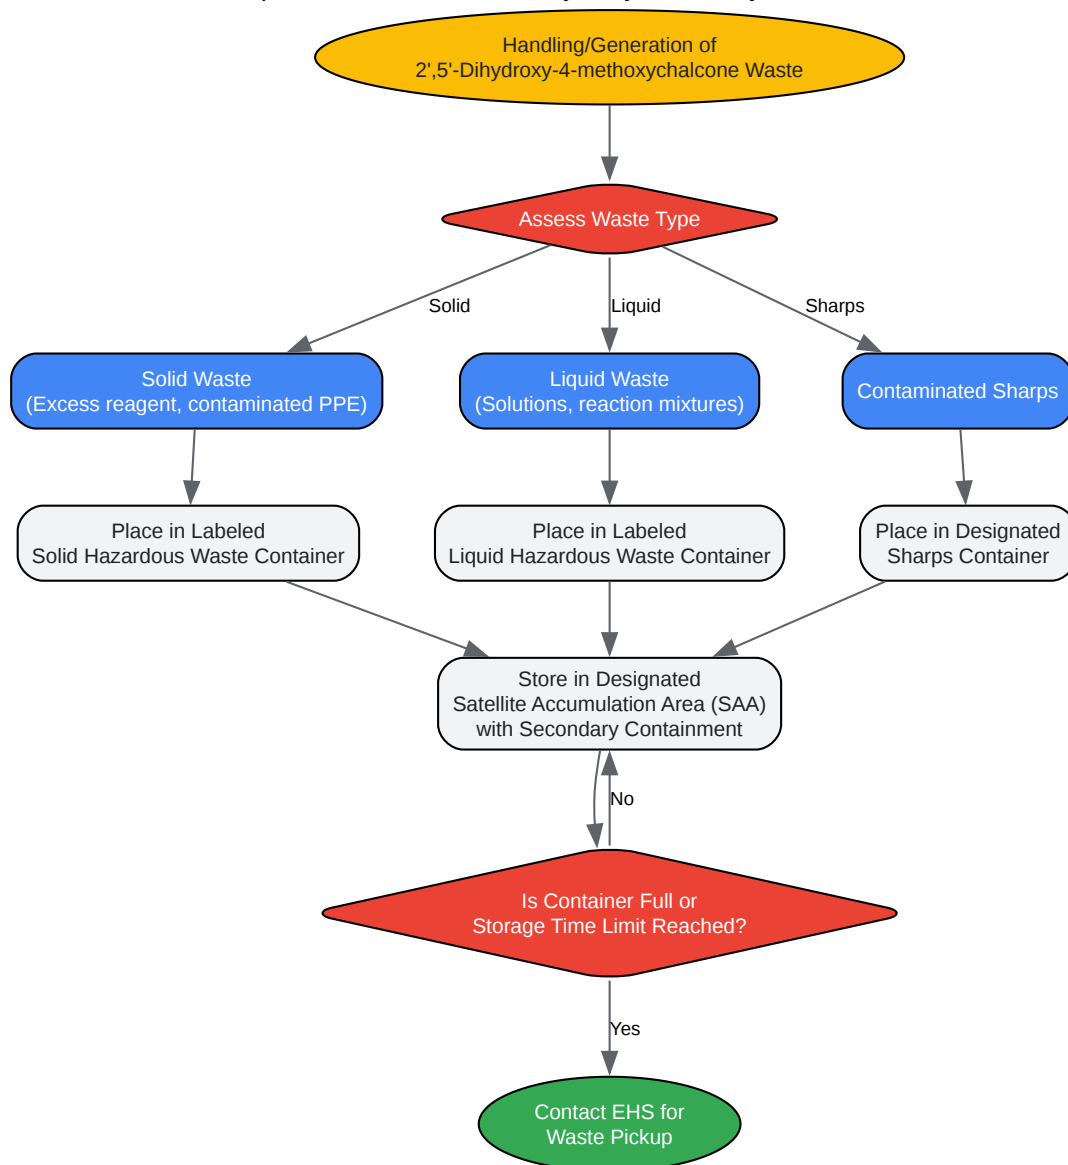 Handling/Generation of
2',5'-Dihydroxy-4-methoxychalcone Waste
Assess Waste Type
Solid
Liquid
Sharps
Solid Waste
(Excess reagent, contaminated PPE)
Liquid Waste
(Solutions, reaction mixtures)
Contaminated Sharps
Place in Labeled
Solid Hazardous Waste Container
Place in Labeled
Liquid Hazardous Waste Container
Place in Designated
Sharps Container
Store in Designated
Satellite Accumulation Area (SAA)
with Secondary Containment
No
Is Container Full or
Storage Time Limit Reached?
Yes
Contact EHS for
Waste Pickup